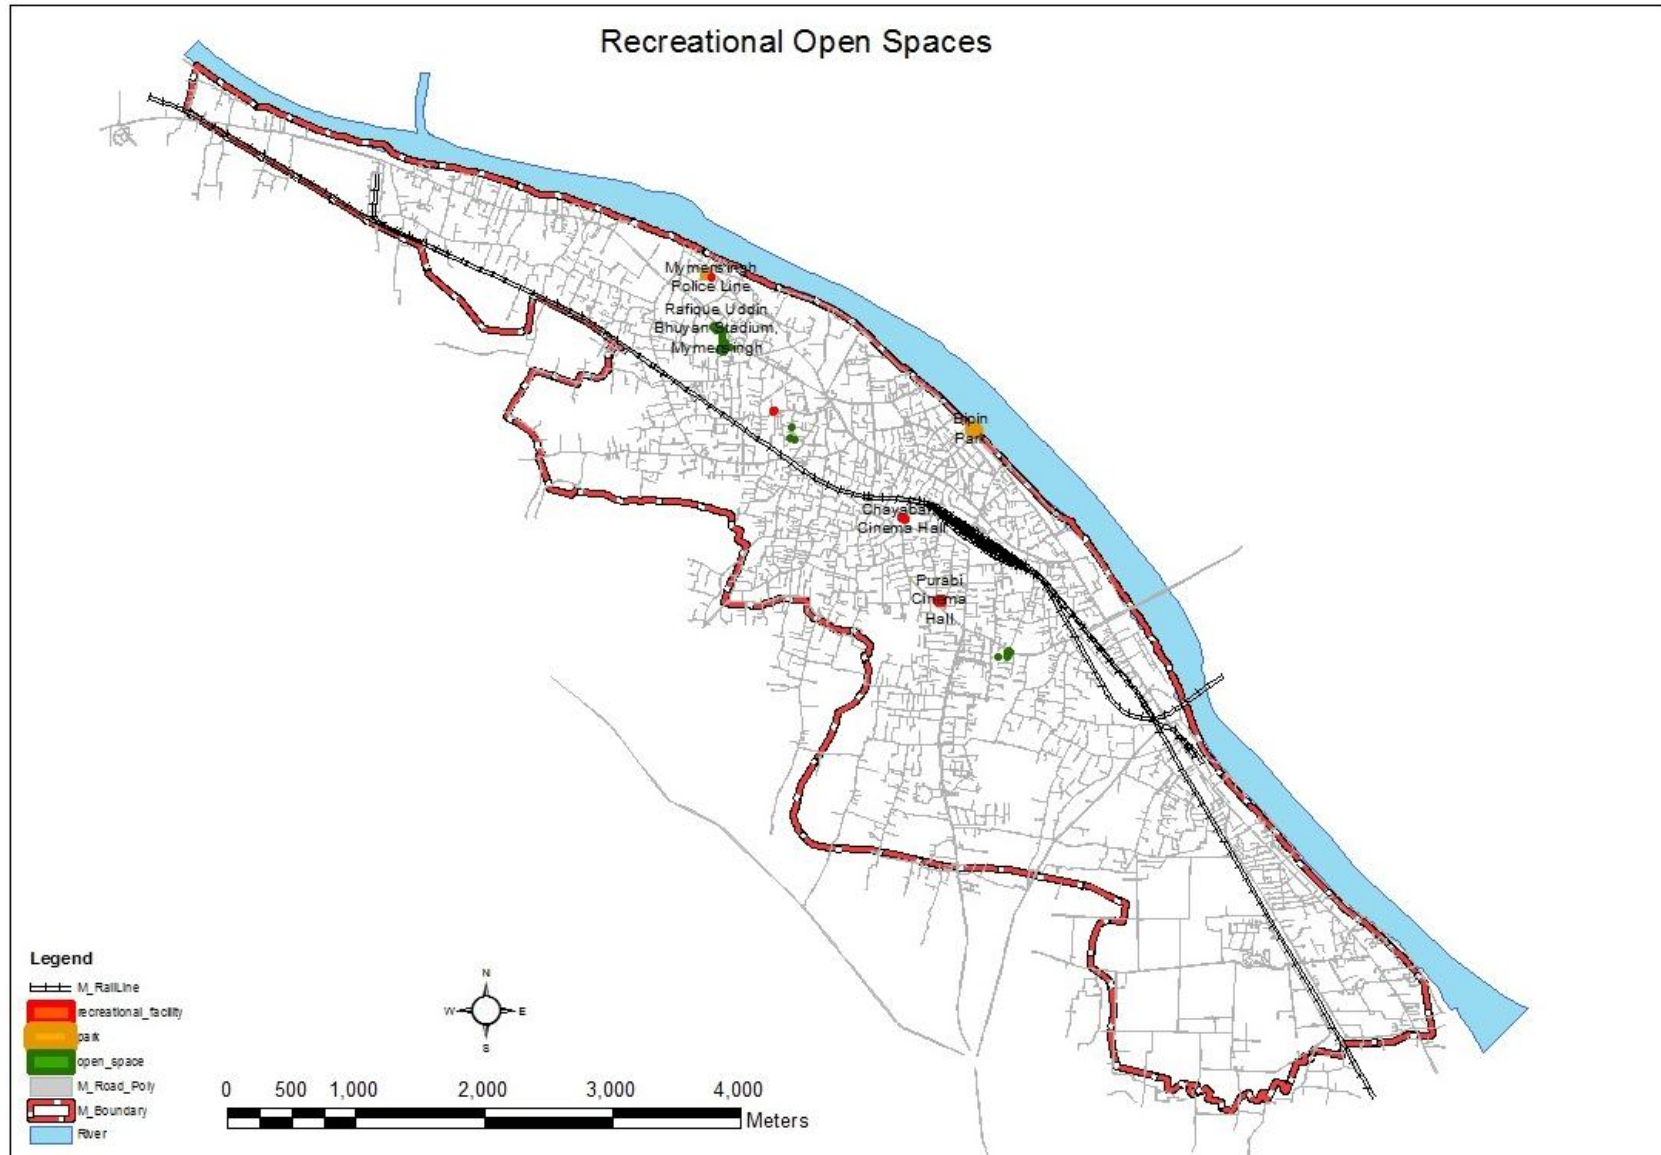 Recreational Open Spaces
Mymensingh
Police Line
Rafique Uddin
Bhuyan Stadium,
Mymensingh
Bipin
Park
Chayabani
Cinema Hall
Purabi
Cinema
Hall
Legend
M_RailLine
recreational_facility
park
open_space
M_Road_Poly
M_Boundary
River
N
W
E
S
0 500 1,000 2,000 3,000 4,000
Meters